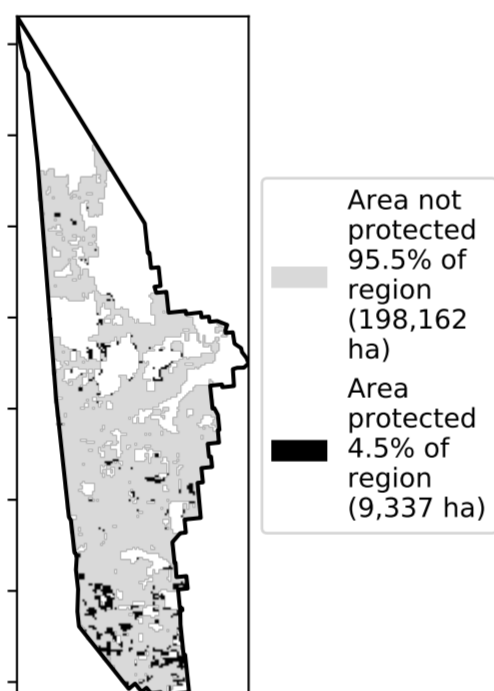 Area not
protected
95.5% of
region
(198,162
ha)
Area
protected
4.5% of
region
(9,337 ha)